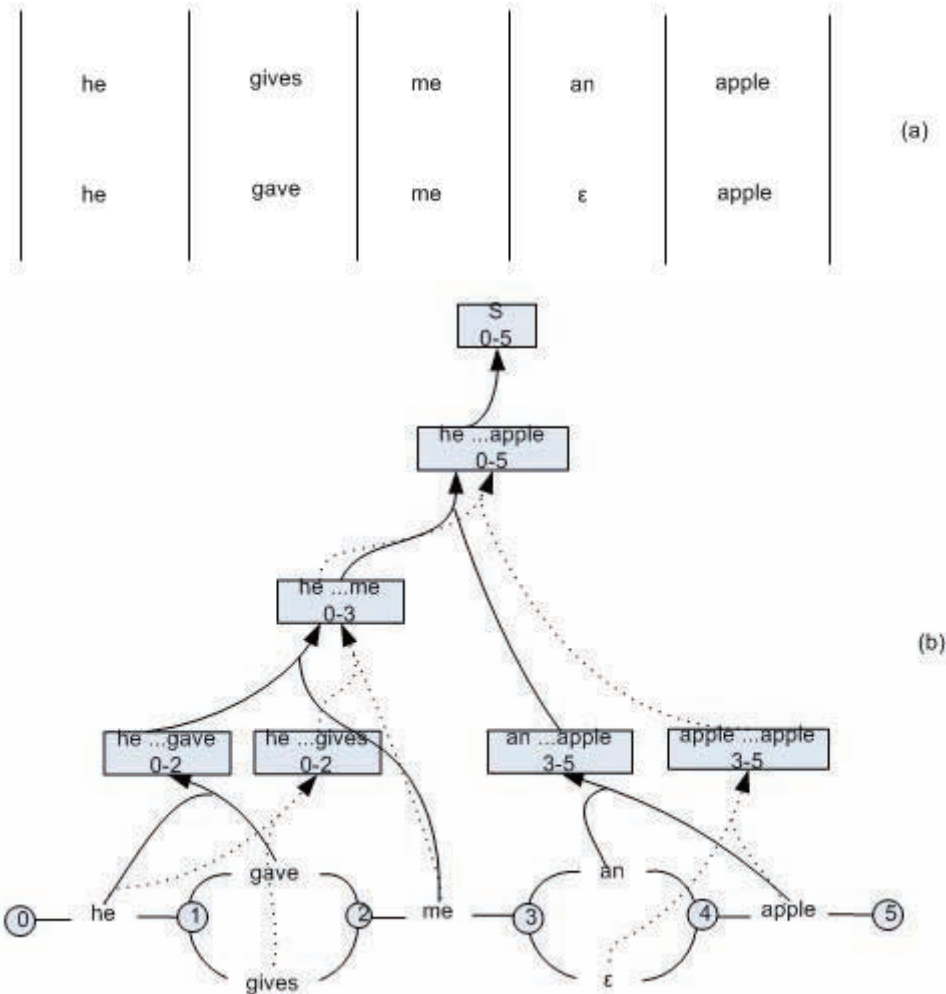 he gives me an apple
(a)
he gave me ε apple
S
0-5
he ...apple
0-5
he ...me
0-3
(b)
he ...gave he ...gives an ...apple apple ...apple
0-2 0-2 3-5 3-5
gave an
0 he 1 2 me 3 4 apple 5
gives ε